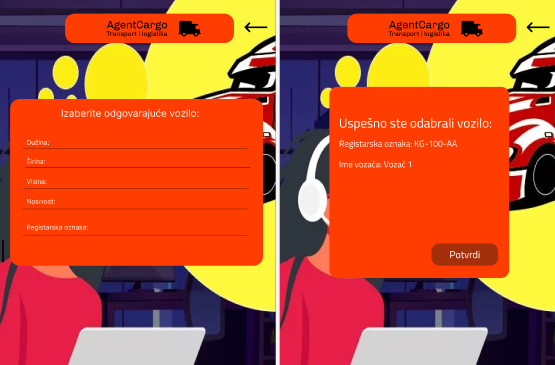 AgentCargo
Transport i logistika
Izaberite odgovarajuće vozilo:
Dužina:
Širina:
Visina:
Nosivost:
Registarska oznaka:
AgentCargo
Transport i logistika
Uspešno ste odabrali vozilo:
Registarska oznaka: KG-100-AA
Ime vozača: Vozač 1
Potvrdi